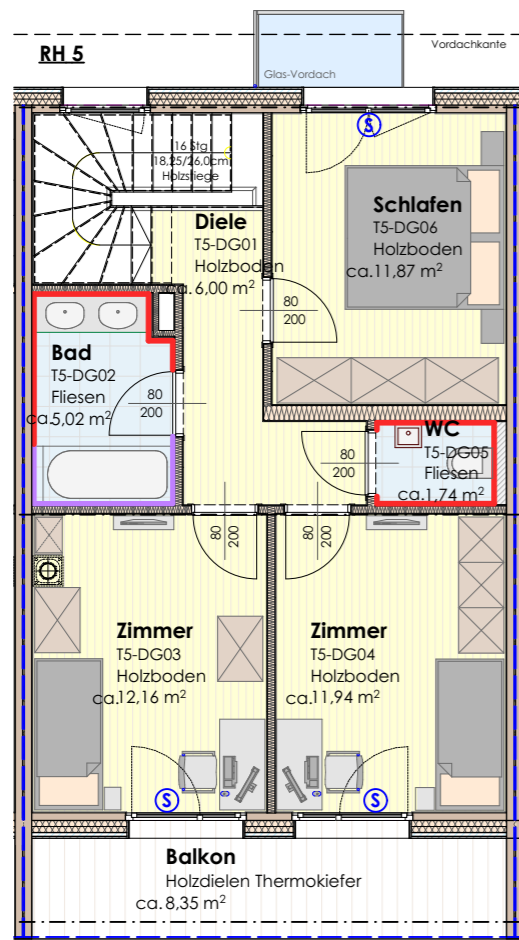 RH 5
Vordachkante
Glas-Vordach
16 Stg
18,25/26,0cm
Holzstiege
Diele
T5-DG01
Holzboden
ca. 6,00 m²
Schlafen
T5-DG06
Holzboden
ca.11,87 m²
S
80
200
Bad
T5-DG02
Fliesen
ca.5,02 m²
80
200
WC
T5-DG05
Fliesen
ca.1,74 m²
80
200
80
200
80
200
Zimmer
T5-DG03
Holzboden
ca.12,16 m²
Zimmer
T5-DG04
Holzboden
ca.11,94 m²
S
S
Balkon
Holzdielen Thermokiefer
ca. 8,35 m²